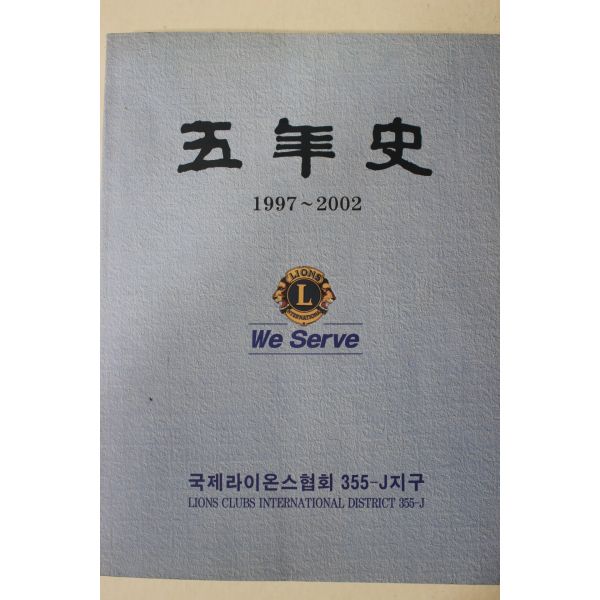 五年史
1997~2002
LIONS
L
INTERNATIONAL
We Serve
국제라이온스협회 355-J지구
LIONS CLUBS INTERNATIONAL DISTRICT 355-J